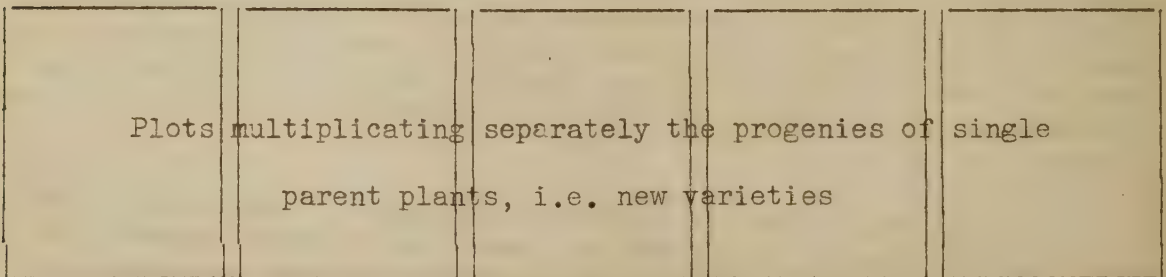 Plots multiplicating separately the progenies of single
parent plants, i.e. new varieties